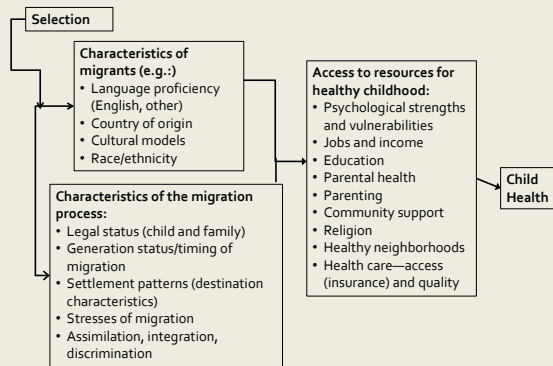 Selection
Characteristics of
migrants (e.g.:)
• Language proficiency
(English, other)
• Country of origin
• Cultural models
• Race/ethnicity
Characteristics of the migration
process:
• Legal status (child and family)
• Generation status/timing of
migration
• Settlement patterns (destination
characteristics)
• Stresses of migration
• Assimilation, integration,
discrimination
Access to resources for
healthy childhood:
• Psychological strengths
and vulnerabilities
• Jobs and income
• Education
• Parental health
• Parenting
• Community support
• Religion
• Healthy neighborhoods
• Health care—access
(insurance) and quality
Child
Health